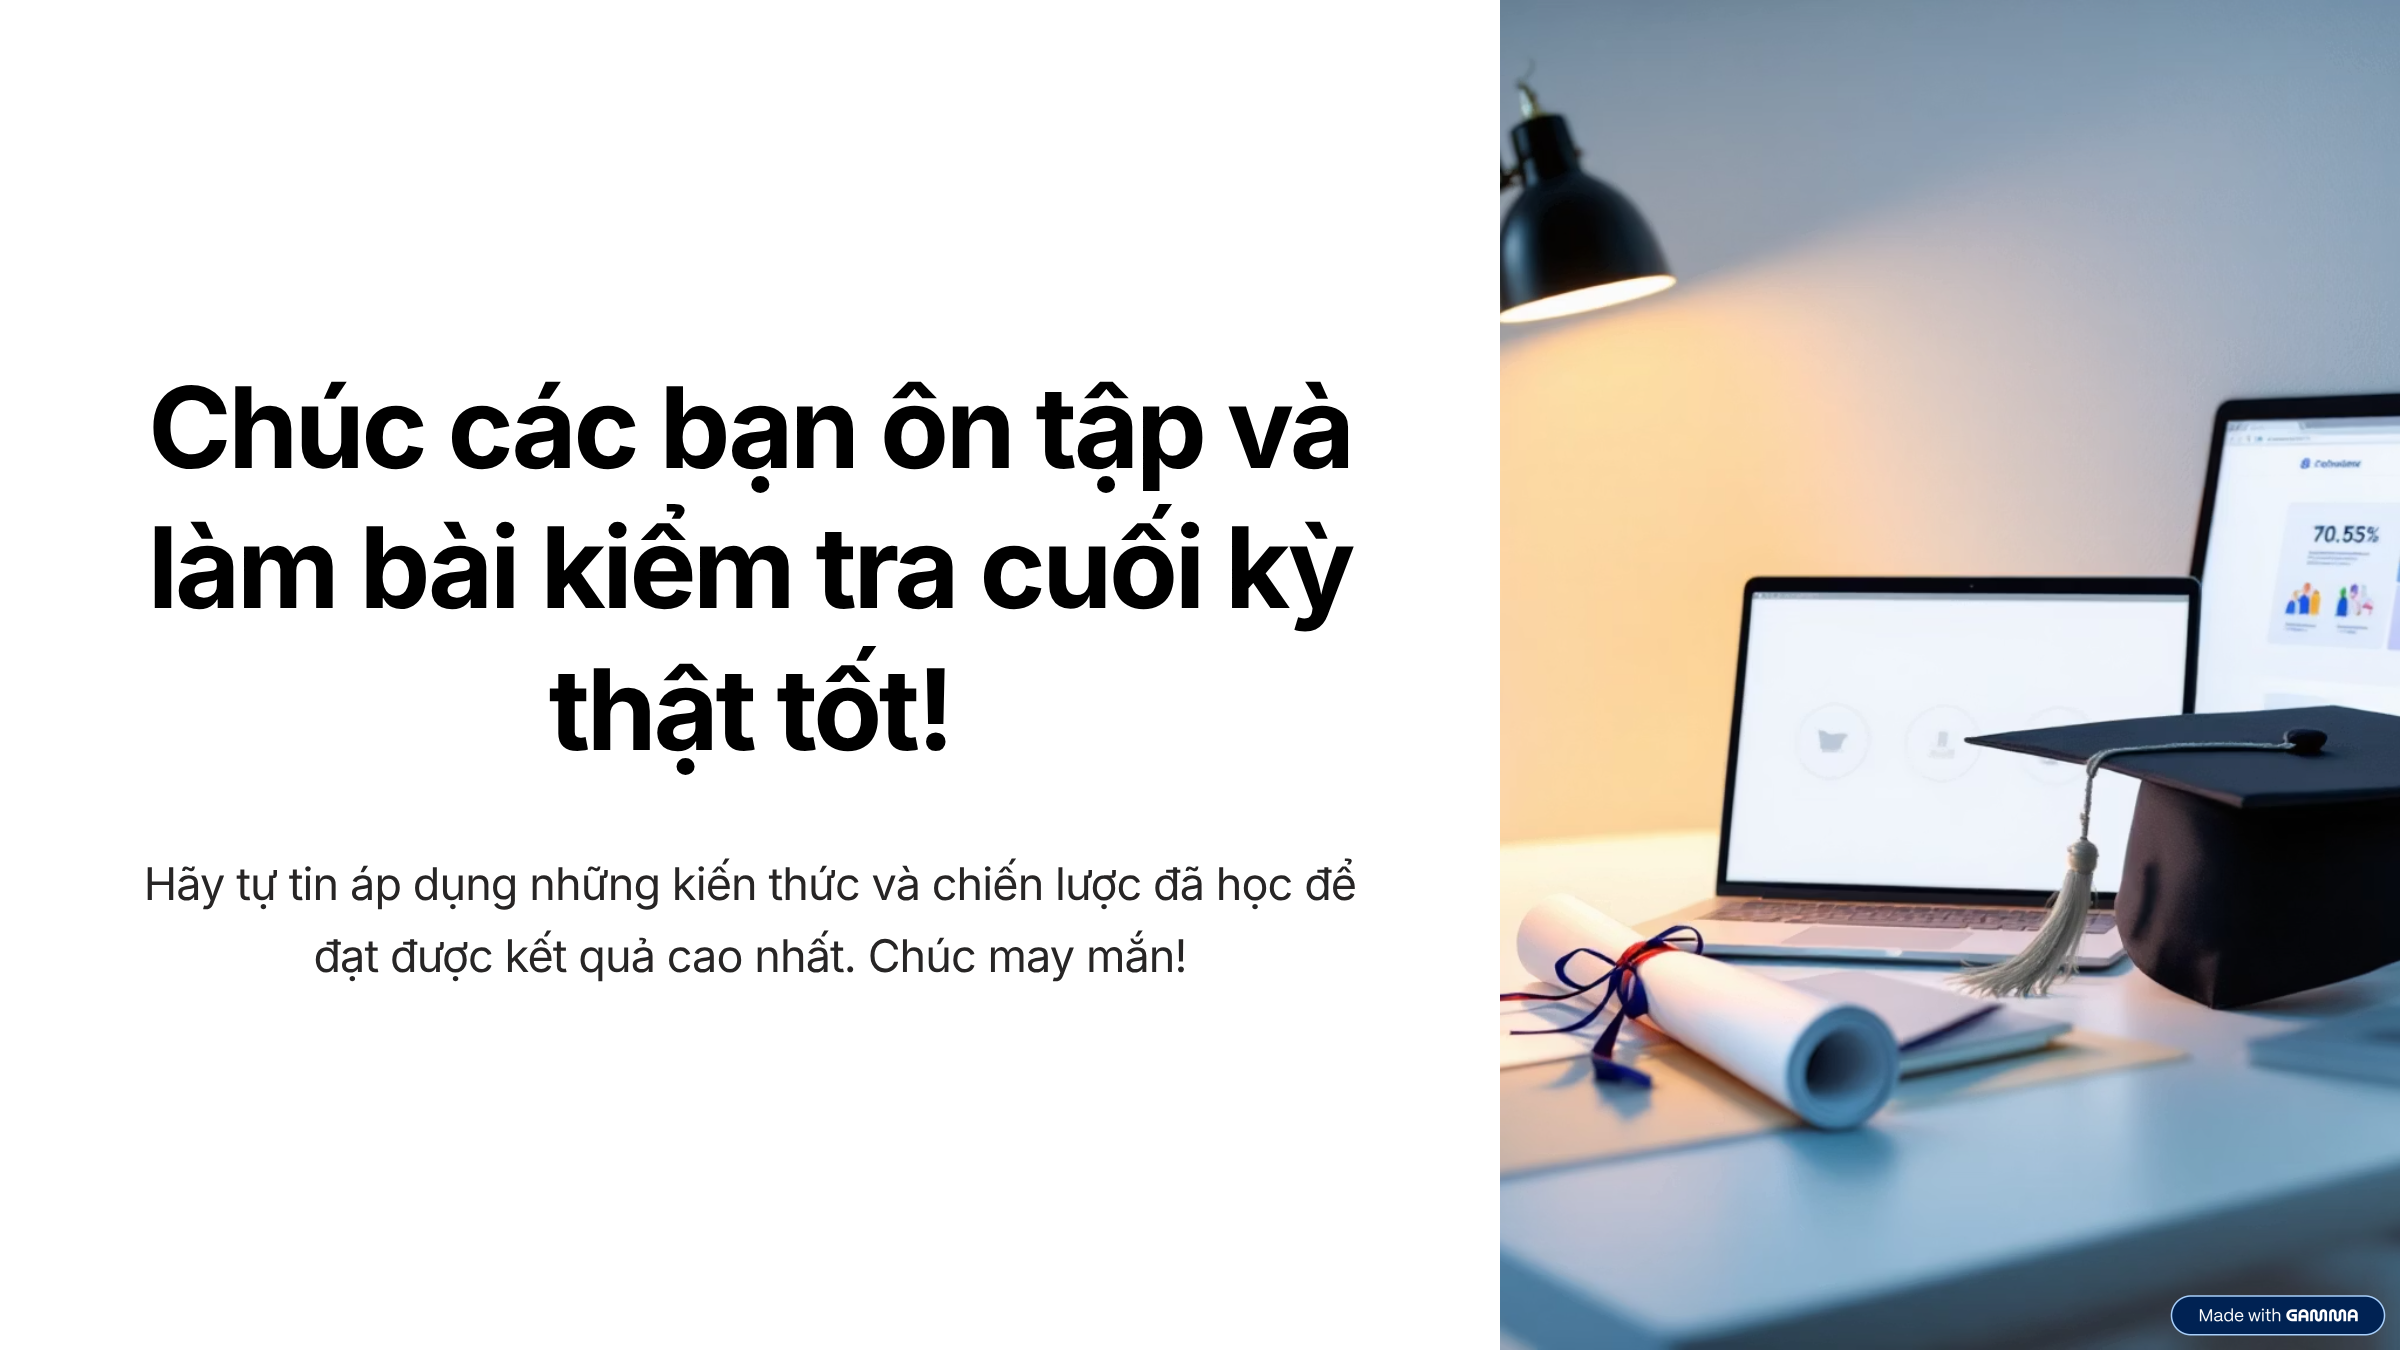 Chúc các bạn ôn tập và
làm bài kiểm tra cuối kỳ
thật tốt!
Hãy tự tin áp dụng những kiến thức và chiến lược đã học để
đạt được kết quả cao nhất. Chúc may mắn!
70.55%
Made with GAMMA